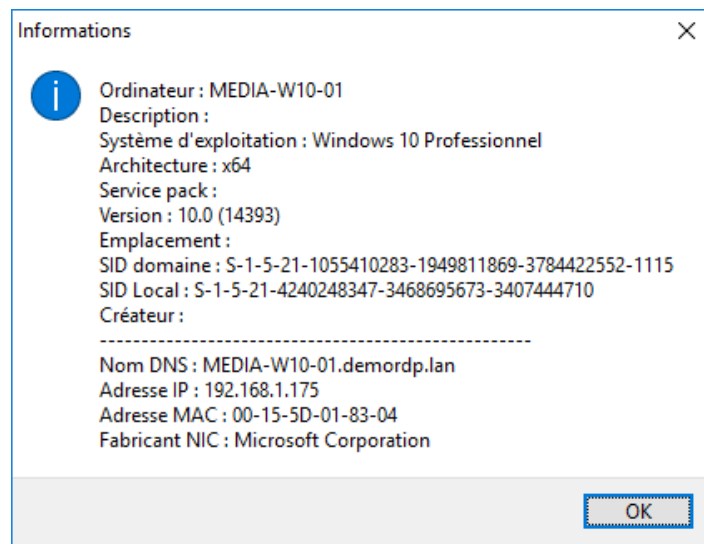 Informations
Ordinateur : MEDIA-W10-01
Description :
Système d'exploitation : Windows 10 Professionnel
Architecture : x64
Service pack :
Version : 10.0 (14393)
Emplacement :
SID domaine : S-1-5-21-1055410283-1949811869-3784422552-1115
SID Local : S-1-5-21-4240248347-3468695673-3407444710
Créateur :
----------------------------------------------------
Nom DNS : MEDIA-W10-01.demordp.lan
Adresse IP : 192.168.1.175
Adresse MAC : 00-15-5D-01-83-04
Fabricant NIC : Microsoft Corporation
OK